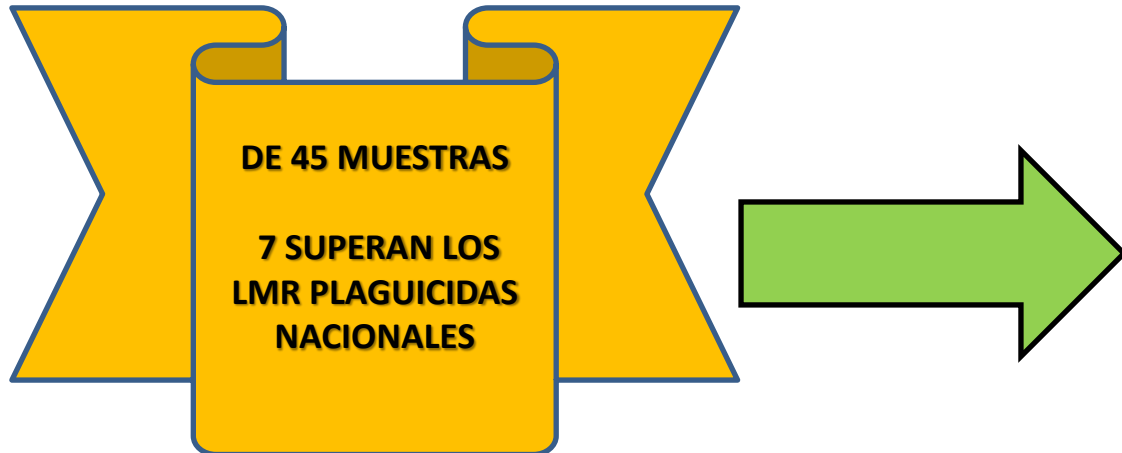 DE 45 MUESTRAS
7 SUPERAN LOS
LMR PLAGUICIDAS
NACIONALES